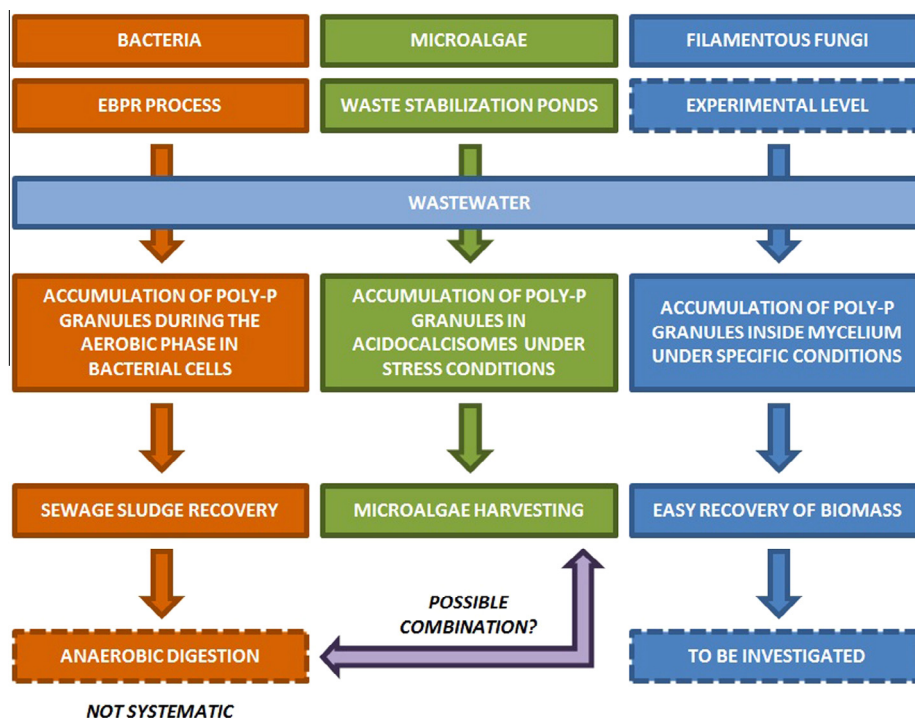 BACTERIA
MICROALGAE
FILAMENTOUS FUNGI
EBPR PROCESS
WASTE STABILIZATION PONDS
EXPERIMENTAL LEVEL
WASTEWATER
ACCUMULATION OF POLY-P
GRANULES DURING THE
AEROBIC PHASE IN
BACTERIAL CELLS
ACCUMULATION OF POLY-P
GRANULES IN
ACIDOCALCISOMES UNDER
STRESS CONDITIONS
ACCUMULATION OF POLY-P
GRANULES INSIDE MYCELIUM
UNDER SPECIFIC CONDITIONS
SEWAGE SLUDGE RECOVERY
MICROALGAE HARVESTING
EASY RECOVERY OF BIOMASS
POSSIBLE
COMBINATION?
ANAEROBIC DIGESTION
TO BE INVESTIGATED
NOT SYSTEMATIC